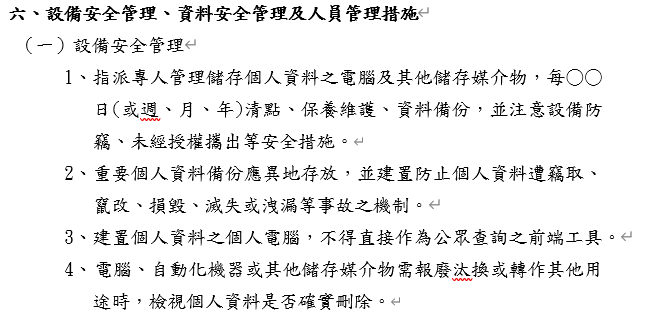 六、設備安全管理、資料安全管理及人員管理措施
（一）設備安全管理
1、指派專人管理儲存個人資料之電腦及其他儲存媒介物，每○○
日(或週、月、年)清點、保養維護、資料備份，並注意設備防
竊、未經授權攜出等安全措施。
2、重要個人資料備份應異地存放，並建置防止個人資料遭竊取、
竄改、損毀、滅失或洩漏等事故之機制。
3、建置個人資料之個人電腦，不得直接作為公眾查詢之前端工具。
4、電腦、自動化機器或其他儲存媒介物需報廢汰換或轉作其他用
途時，檢視個人資料是否確實刪除。